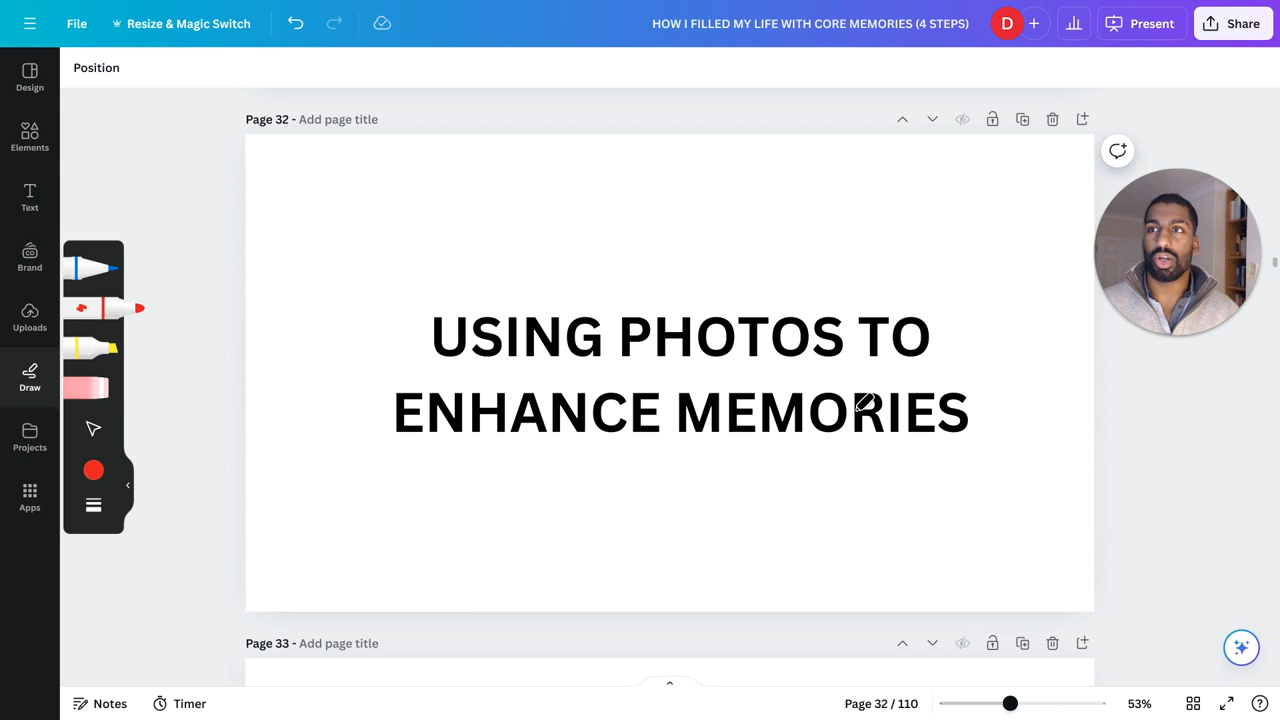 File
Resize & Magic Switch
HOW I FILLED MY LIFE WITH CORE MEMORIES (4 STEPS)
D
Present
Share
Position
Design
Elements
Text
Brand
Uploads
Draw
Projects
Apps
Page 32 - Add page title
USING PHOTOS TO
ENHANCE MEMORIES
Page 33 - Add page title
Notes
Timer
Page 32 / 110
53%